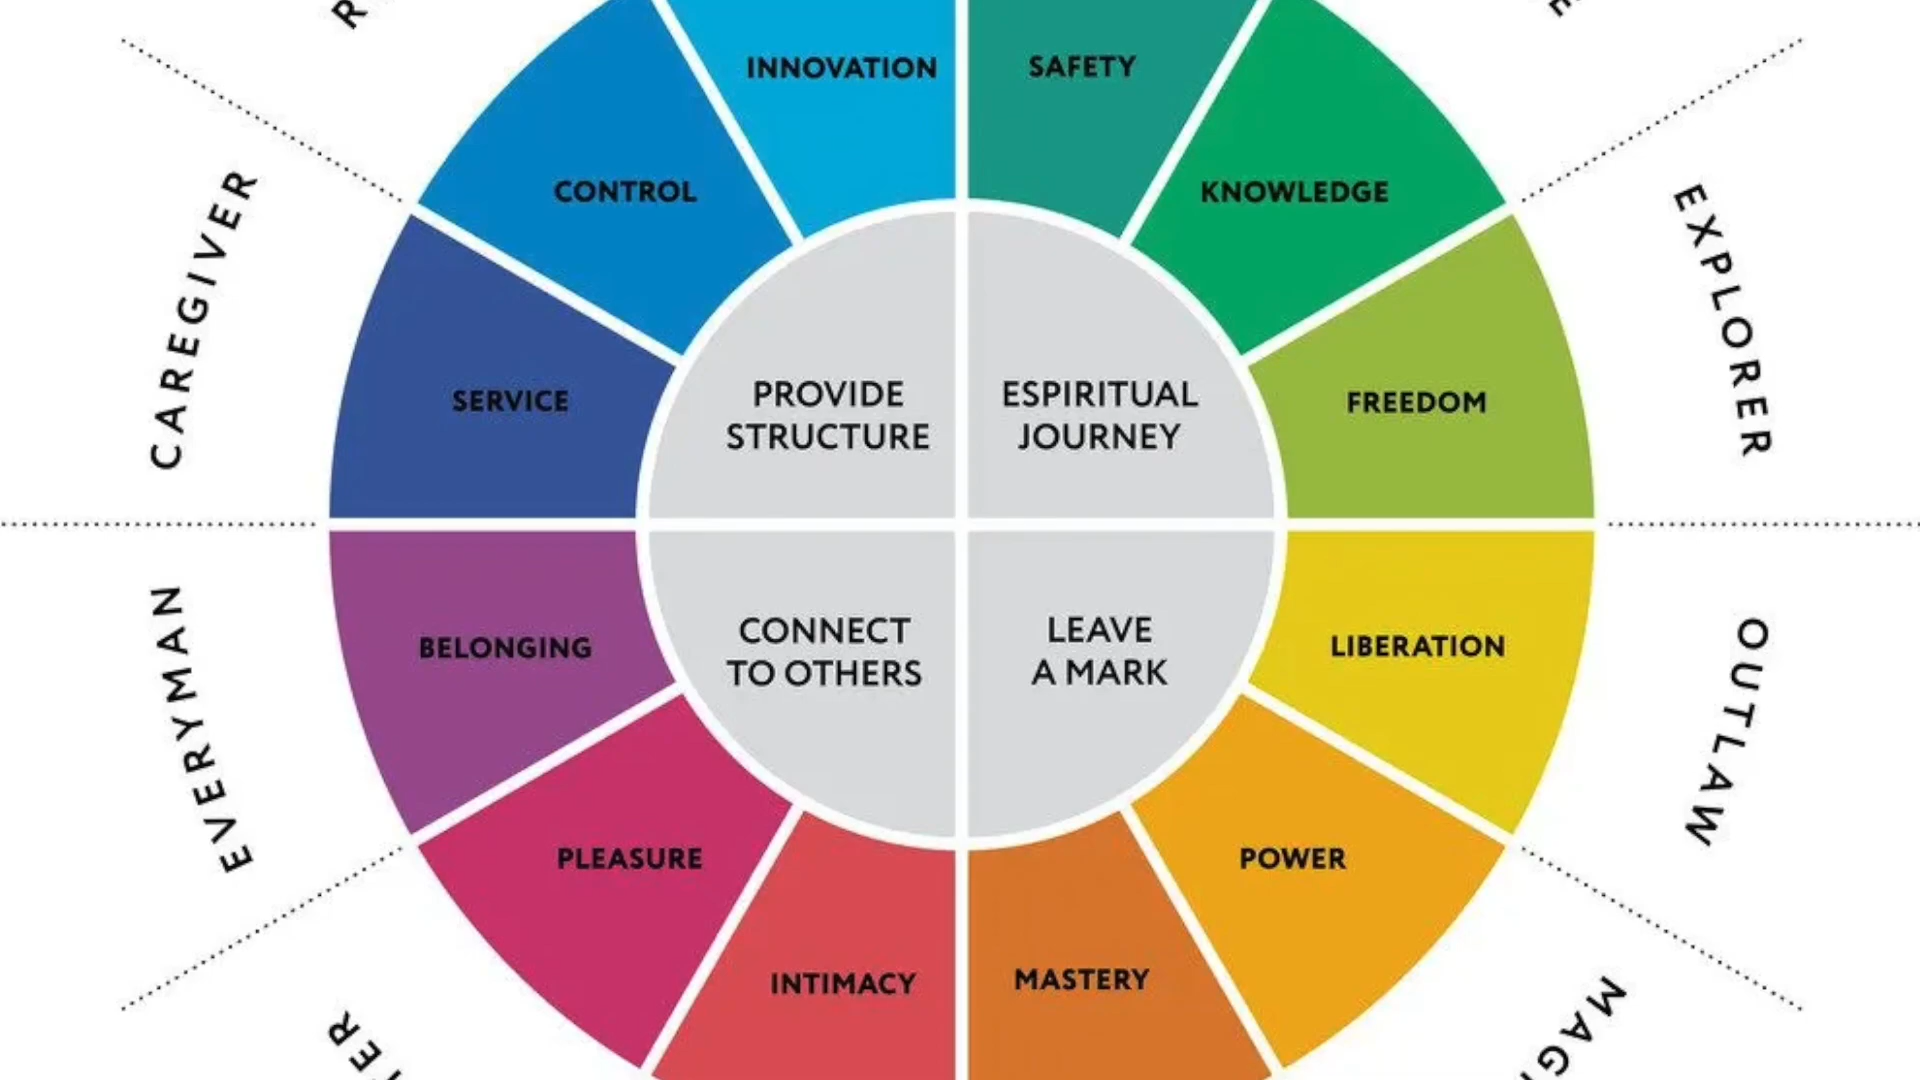 INNOVATION
SAFETY
CONTROL
KNOWLEDGE
CAREGIVER
EXPLORER
SERVICE
PROVIDE
STRUCTURE
ESPIRITUAL
JOURNEY
FREEDOM
EVERYMAN
BELONGING
CONNECT
TO OTHERS
LEAVE
A MARK
LIBERATION
OUTLAW
PLEASURE
POWER
INTIMACY
MASTERY